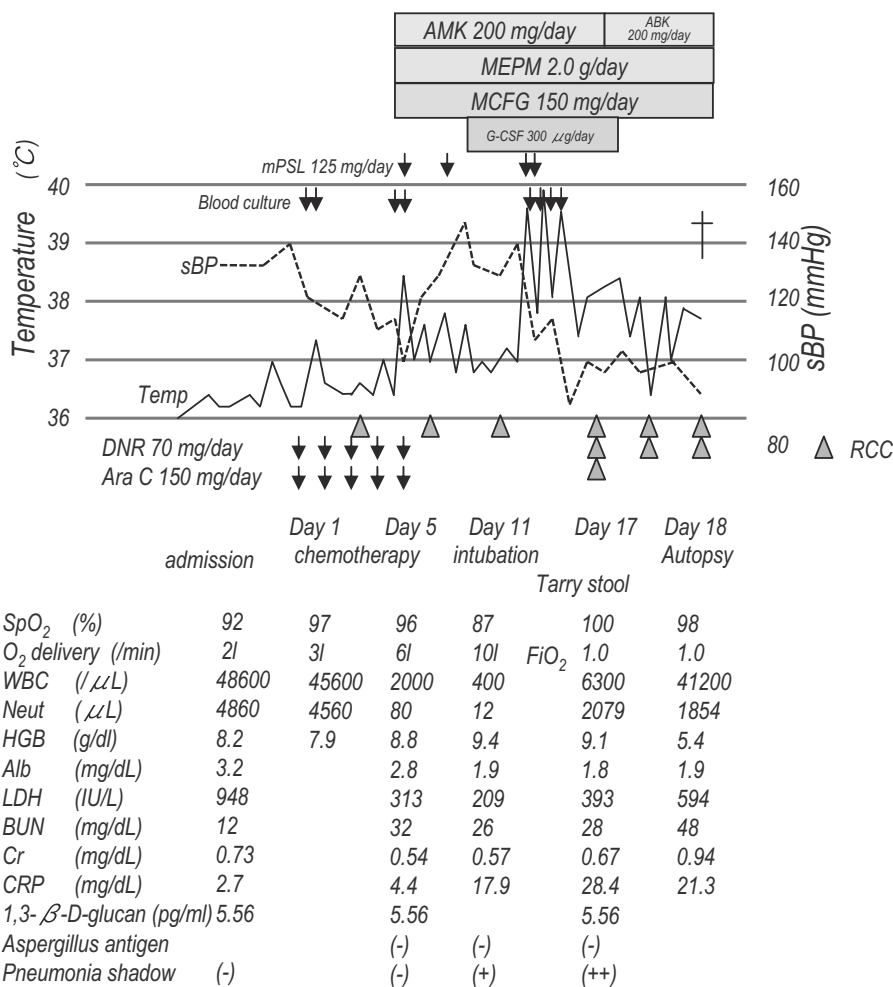 AMK 200 mg/day ABK 200 mg/day
MEPM 2.0 g/day
MCFG 150 mg/day
G-CSF 300 μg/day
mPSL 125 mg/day
Blood culture
Temperature (℃)
40
39
38
37
36
sBP
Temp
160
140
120
100
80
sBP (mmHg)
RCC
DNR 70 mg/day
Ara C 150 mg/day
Day 1 Day 5 Day 11 Day 17 Day 18
admission chemotherapy intubation Autopsy
Tarry stool
SpO2 (%) 92 97 96 87 100 98
O2 delivery (/min) 2l 3l 6l 10l FiO2 1.0 1.0
WBC (/μL) 48600 45600 2000 400 6300 41200
Neut (μL) 4860 4560 80 12 2079 1854
HGB (g/dl) 8.2 7.9 8.8 9.4 9.1 5.4
Alb (mg/dL) 3.2 2.8 1.9 1.8 1.9
LDH (IU/L) 948 313 209 393 594
BUN (mg/dL) 12 32 26 28 48
Cr (mg/dL) 0.73 0.54 0.57 0.67 0.94
CRP (mg/dL) 2.7 4.4 17.9 28.4 21.3
1,3-β-D-glucan (pg/ml) 5.56 5.56 5.56
Aspergillus antigen (-) (-) (-)
Pneumonia shadow (-) (-) (+) (++)